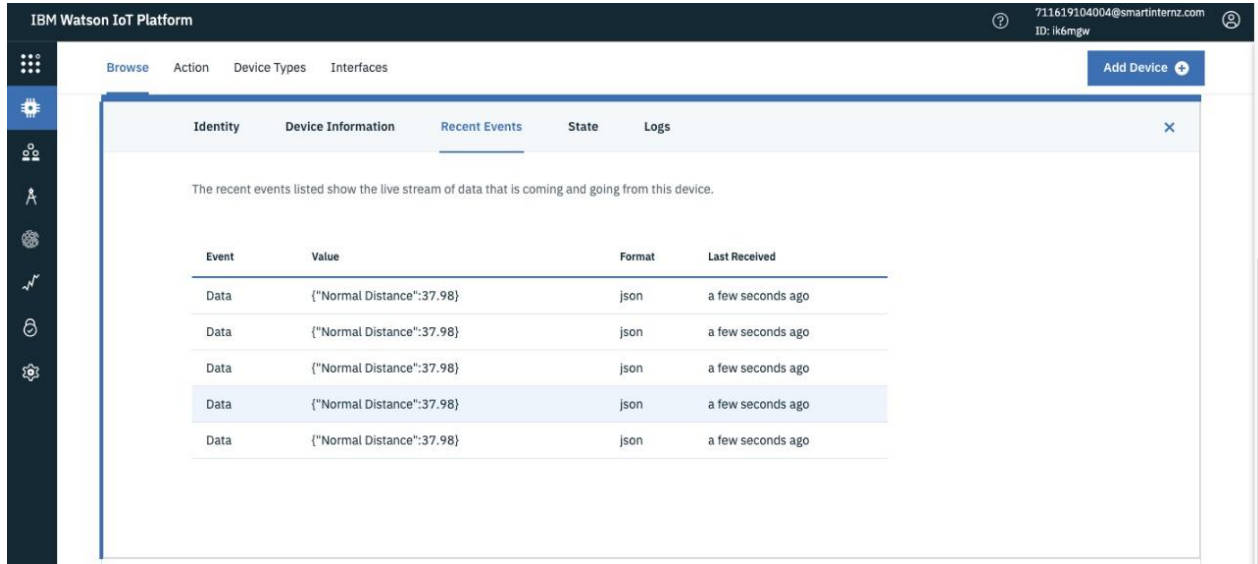 IBM Watson IoT Platform
711619104004@smartinternz.com
ID: ik6mgw
Browse Action Device Types Interfaces
Add Device
Identity Device Information Recent Events State Logs
The recent events listed show the live stream of data that is coming and going from this device.
Event Value Format Last Received
Data {"Normal Distance":37.98} json a few seconds ago
Data {"Normal Distance":37.98} json a few seconds ago
Data {"Normal Distance":37.98} json a few seconds ago
Data {"Normal Distance":37.98} json a few seconds ago
Data {"Normal Distance":37.98} json a few seconds ago